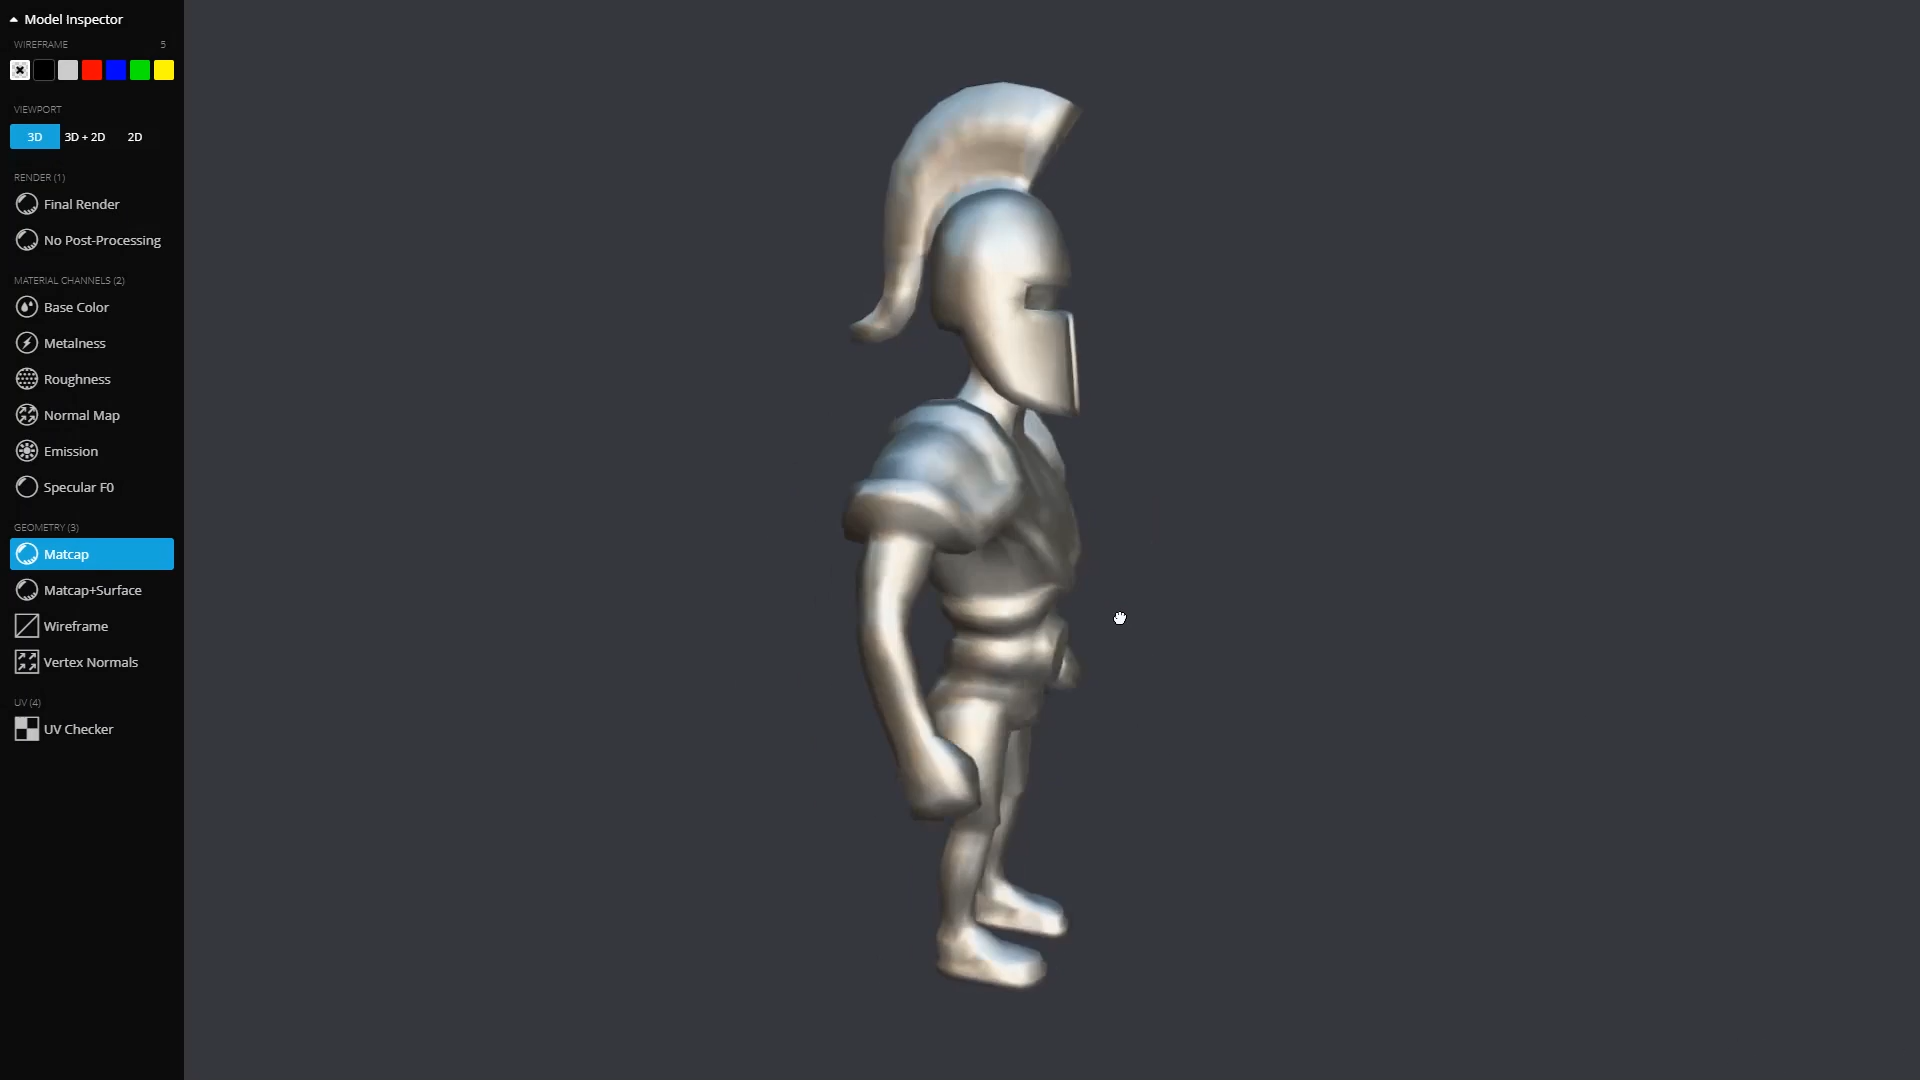 Model Inspector
WIREFRAME 5
VIEWPORT
3D 3D + 2D 2D
RENDER (1)
Final Render
No Post-Processing
MATERIAL CHANNELS (2)
Base Color
Metalness
Roughness
Normal Map
Emission
Specular F0
GEOMETRY (3)
Matcap
Matcap+Surface
Wireframe
Vertex Normals
UV (4)
UV Checker